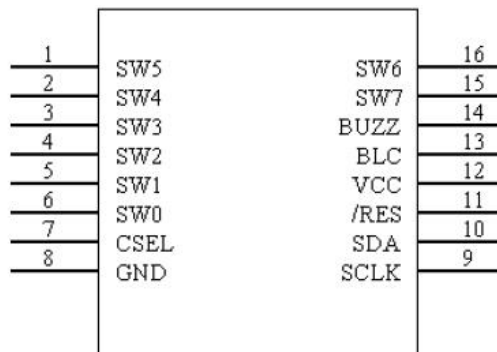 1 SW5 SW6 16
2 SW4 SW7 15
3 SW3 BUZZ 14
4 SW2 BLC 13
5 SW1 VCC 12
6 SW0 /RES 11
7 CSEL SDA 10
8 GND SCLK 9